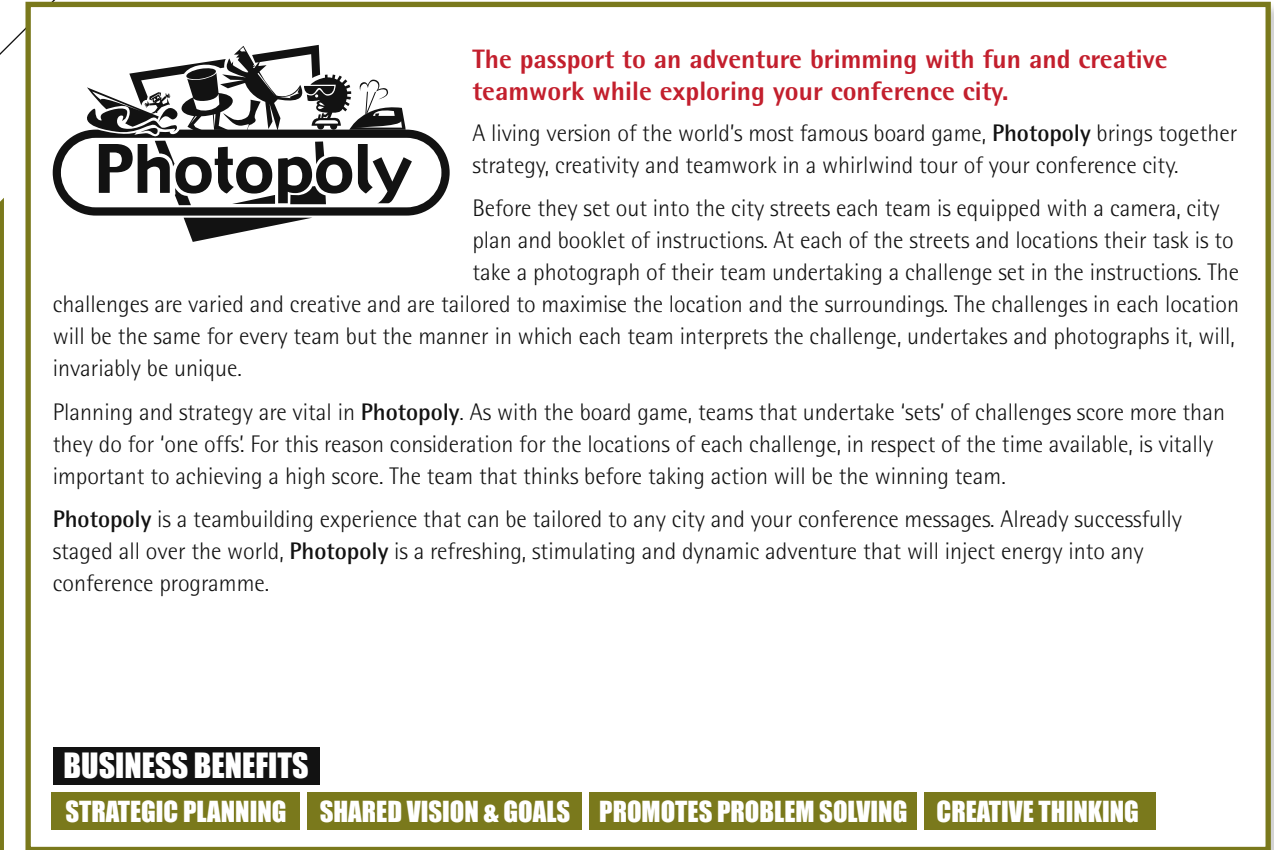 Photopoly
The passport to an adventure brimming with fun and creative
teamwork while exploring your conference city.
A living version of the world's most famous board game, Photopoly brings together
strategy, creativity and teamwork in a whirlwind tour of your conference city.
Before they set out into the city streets each team is equipped with a camera, city
plan and booklet of instructions. At each of the streets and locations their task is to
take a photograph of their team undertaking a challenge set in the instructions. The
challenges are varied and creative and are tailored to maximise the location and the surroundings. The challenges in each location
will be the same for every team but the manner in which each team interprets the challenge, undertakes and photographs it, will,
invariably be unique.
Planning and strategy are vital in Photopoly. As with the board game, teams that undertake 'sets' of challenges score more than
they do for 'one offs'. For this reason consideration for the locations of each challenge, in respect of the time available, is vitally
important to achieving a high score. The team that thinks before taking action will be the winning team.
Photopoly is a teambuilding experience that can be tailored to any city and your conference messages. Already successfully
staged all over the world, Photopoly is a refreshing, stimulating and dynamic adventure that will inject energy into any
conference programme.
BUSINESS BENEFITS
STRATEGIC PLANNING SHARED VISION & GOALS PROMOTES PROBLEM SOLVING CREATIVE THINKING